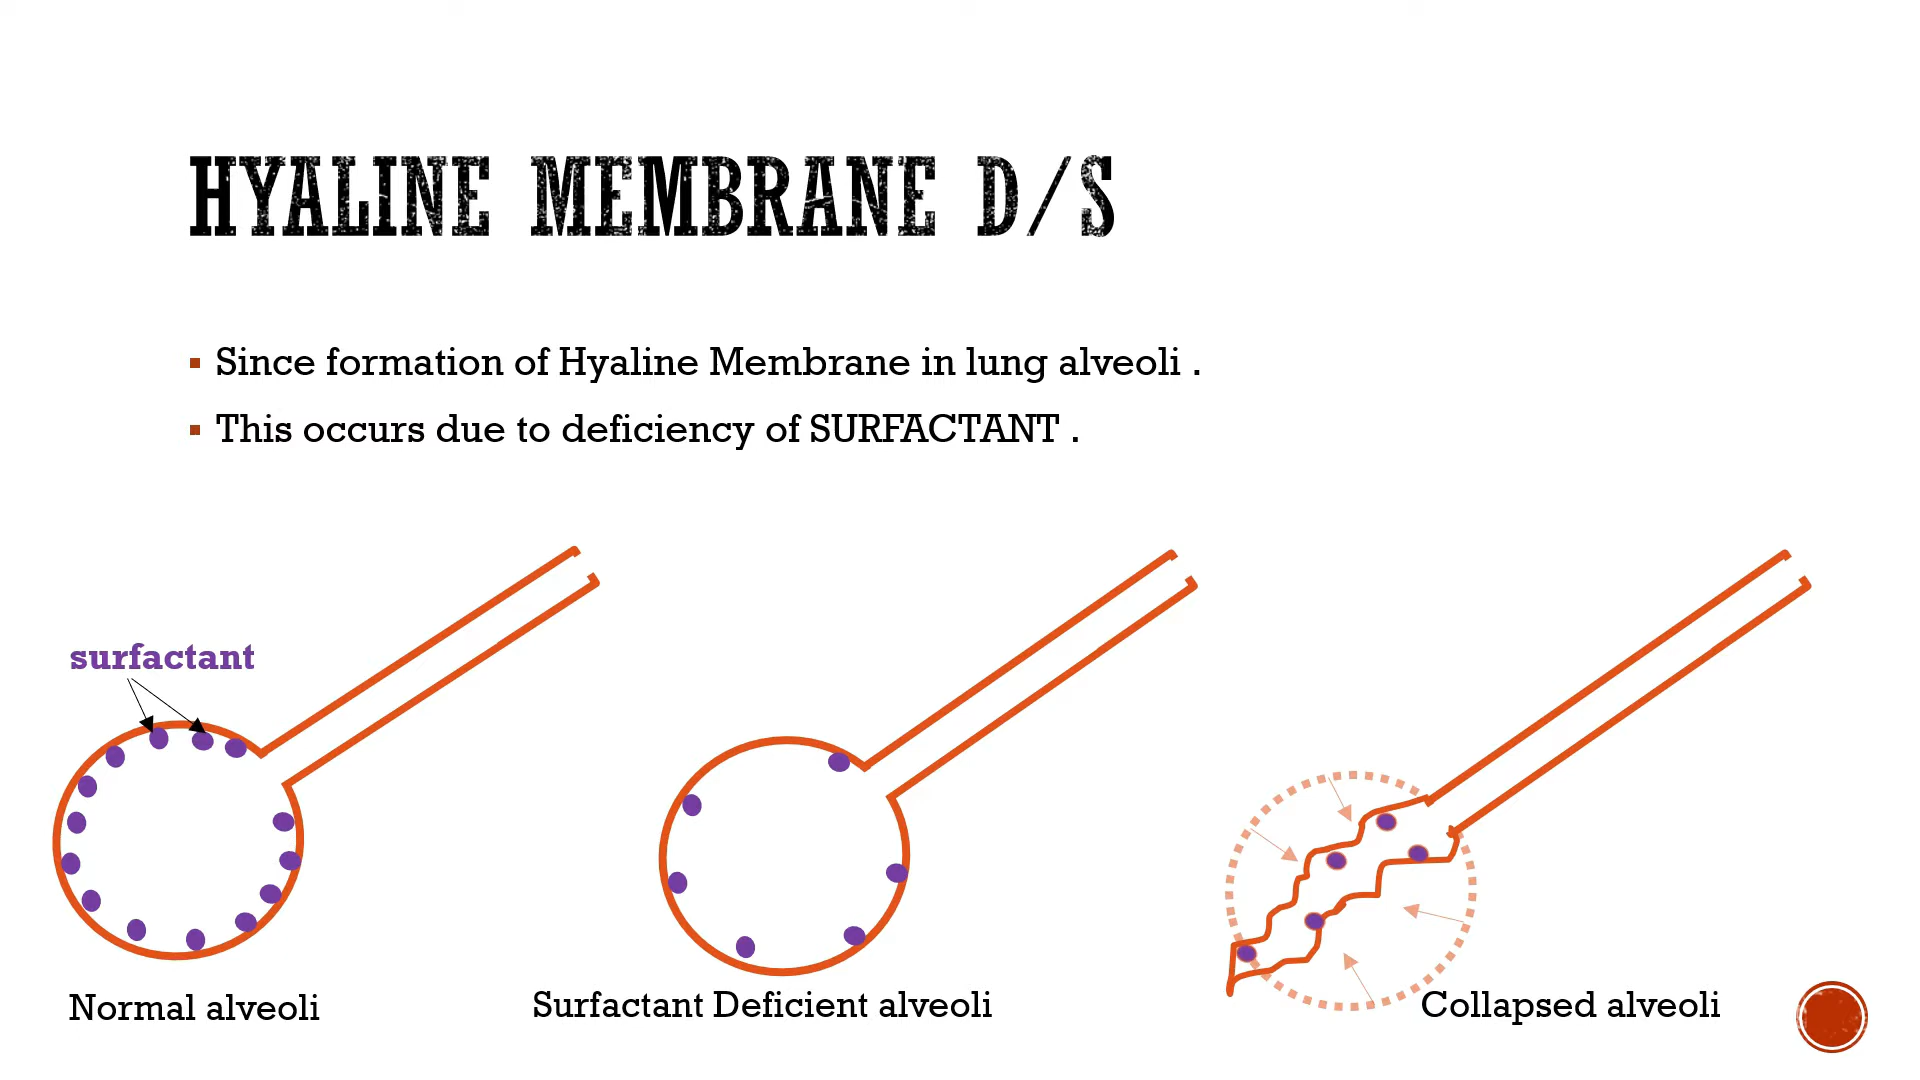 HYALINE MEMBRANE D/S
Since formation of Hyaline Membrane in lung alveoli .
This occurs due to deficiency of SURFACTANT .
surfactant
Normal alveoli
Surfactant Deficient alveoli
Collapsed alveoli